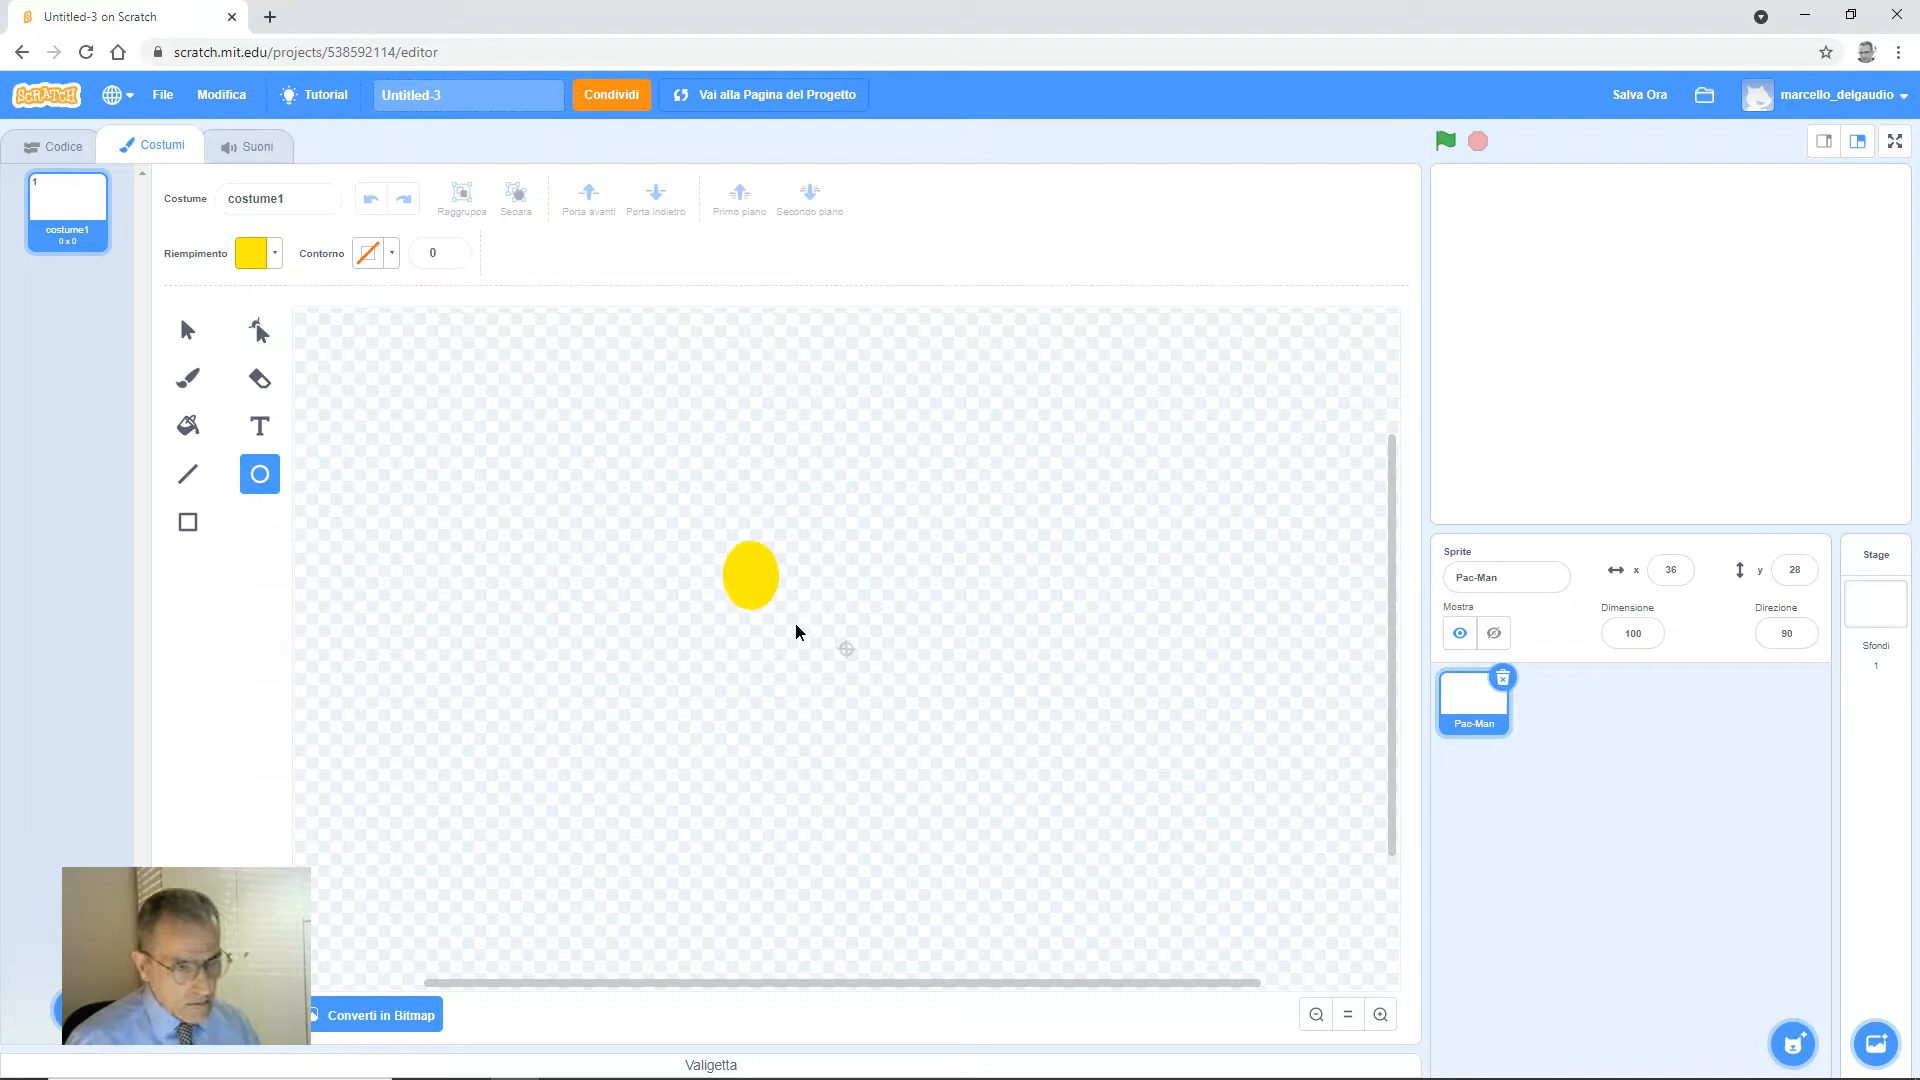 Untitled-3 on Scratch
scratch.mit.edu/projects/538592114/editor
SCRATCH
File
Modifica
Tutorial
Untitled-3
Condividi
Vai alla Pagina del Progetto
Salva Ora
marcello_delgaudio
Codice
Costumi
Suoni
1
costume1
0 x 0
Costume
costume1
Raggruppa
Separa
Porta avanti
Porta indietro
Primo piano
Secondo piano
Riempimento
Contorno
0
T
Converti in Bitmap
=
Valigetta
Sprite
Pac-Man
x
36
y
28
Mostra
Dimensione
100
Direzione
90
Pac-Man
Stage
Sfondi
1